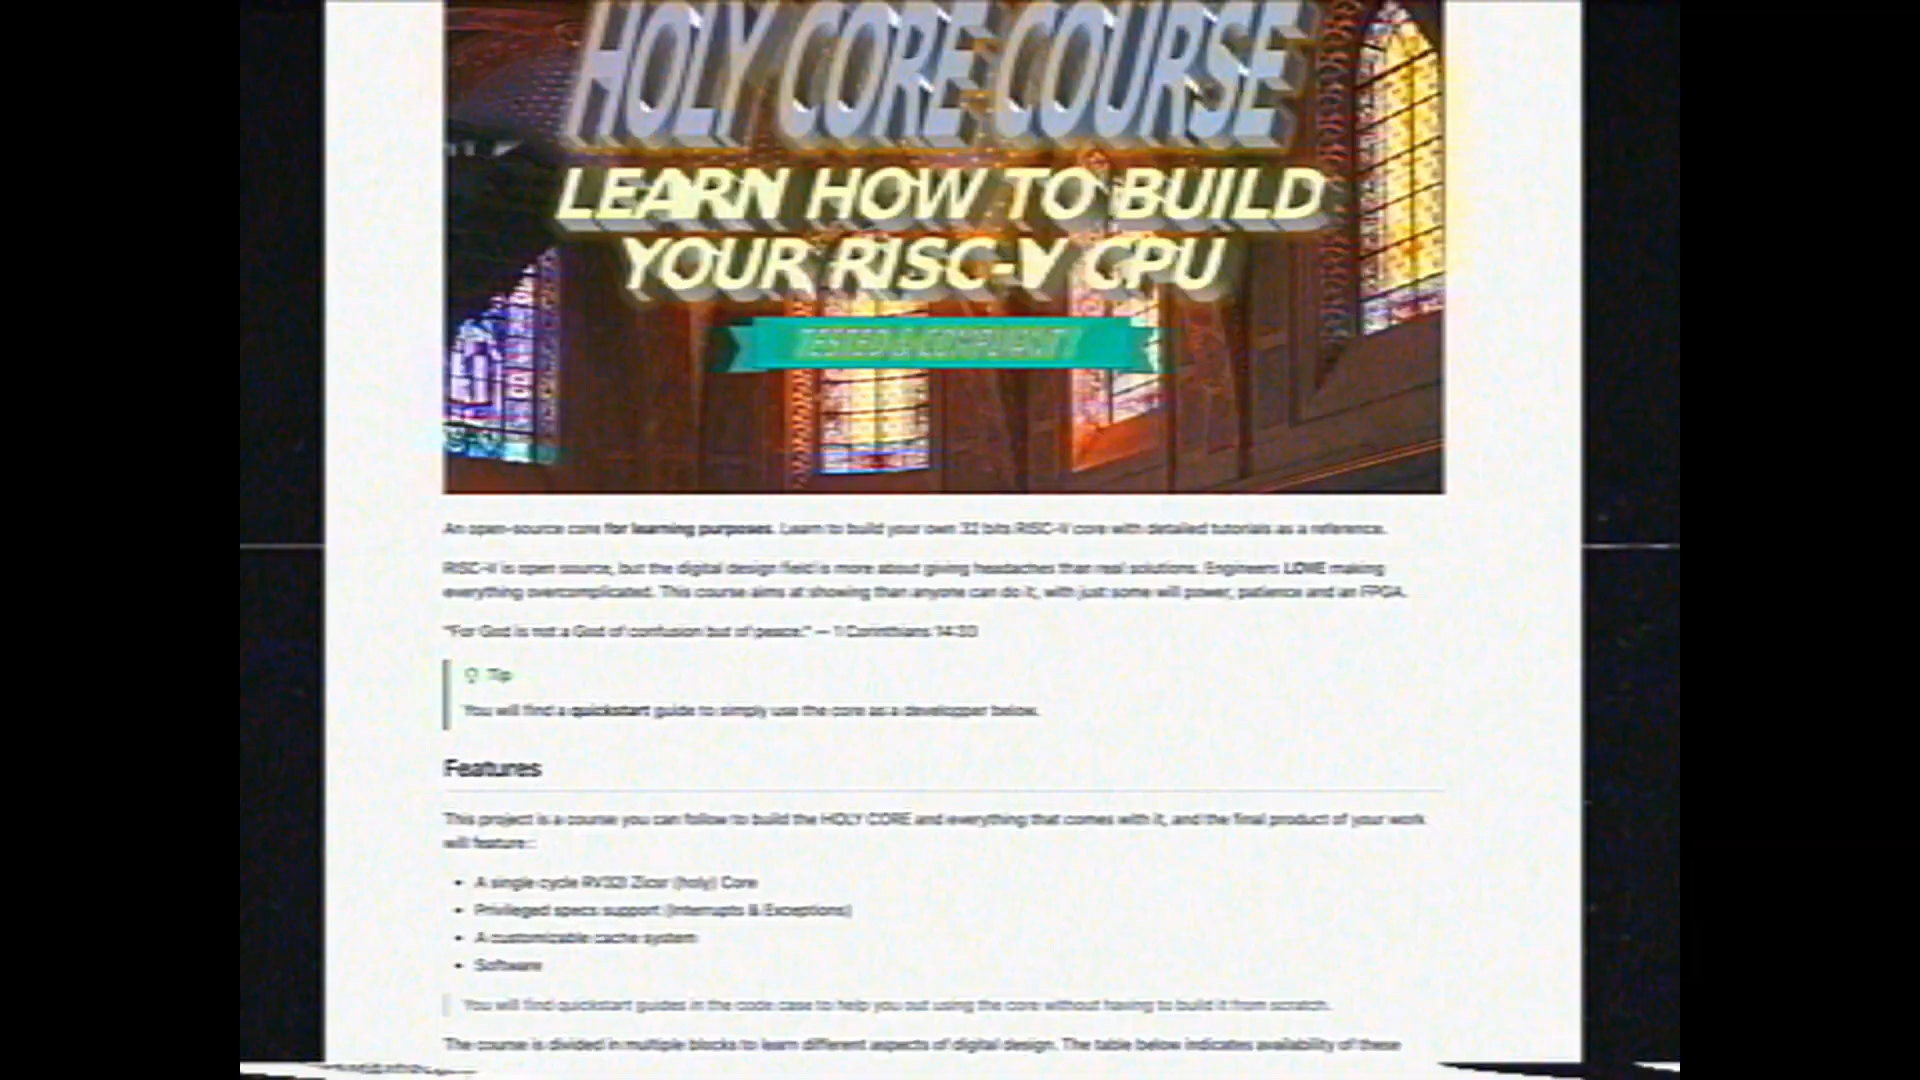 HOLY CORE COURSE
LEARN HOW TO BUILD
YOUR RISC-V CPU
TESTED & COMPLIANT
An open-source core for learning purposes. Learn to build your own 32 bits RISC-V core with detailed tutorials as a reference.
RISC-V is open source, but the digital design field is more about giving headaches than real solutions. Engineers LOVE making
everything overcomplicated. This course aims at showing than anyone can do it, with just some will power, patience and an FPGA.
"For God is not a God of confusion but of peace." — 1 Corinthians 14:33
Tip
You will find a quickstart guide to simply use the core as a developper below.
Features
This project is a course you can follow to build the HOLY CORE and everything that comes with it, and the final product of your work
will feature :
• A single cycle RV32I Zicsr (holy) Core
• Privileged specs support (Interrupts & Exceptions)
• A customizable cache system
• Software
You will find quickstart guides in the code case to help you out using the core without having to build it from scratch.
The course is divided in multiple blocks to learn different aspects of digital design. The table below indicates availability of these